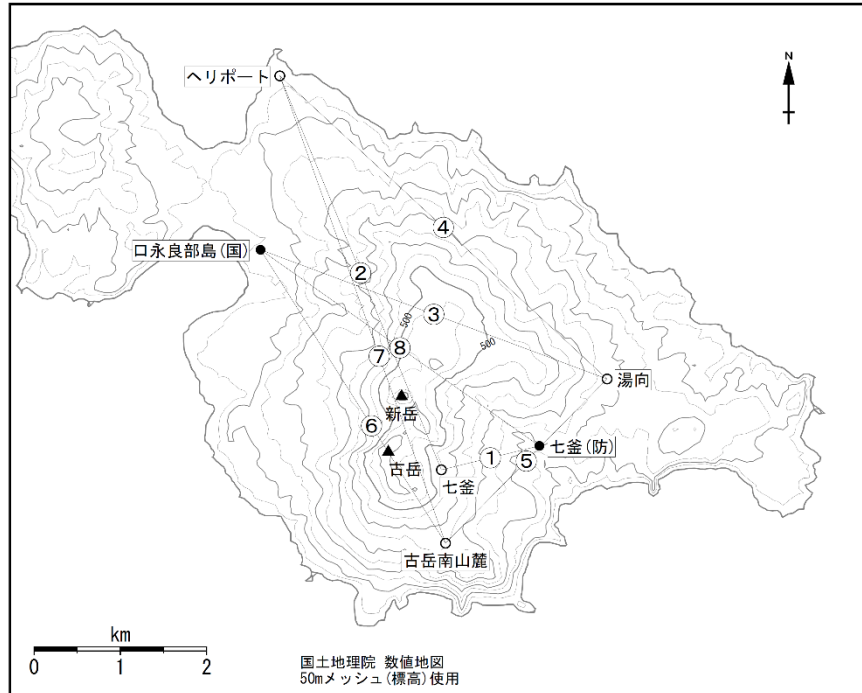 N
ヘリポート
④
口永良部島(国)
②
③
500
500
⑦
⑧
湯向
新岳
⑥
七釜(防)
古岳
①
⑤
七釜
古岳南山麓
km
0 1 2
国土地理院 数値地図
50mメッシュ(標高)使用